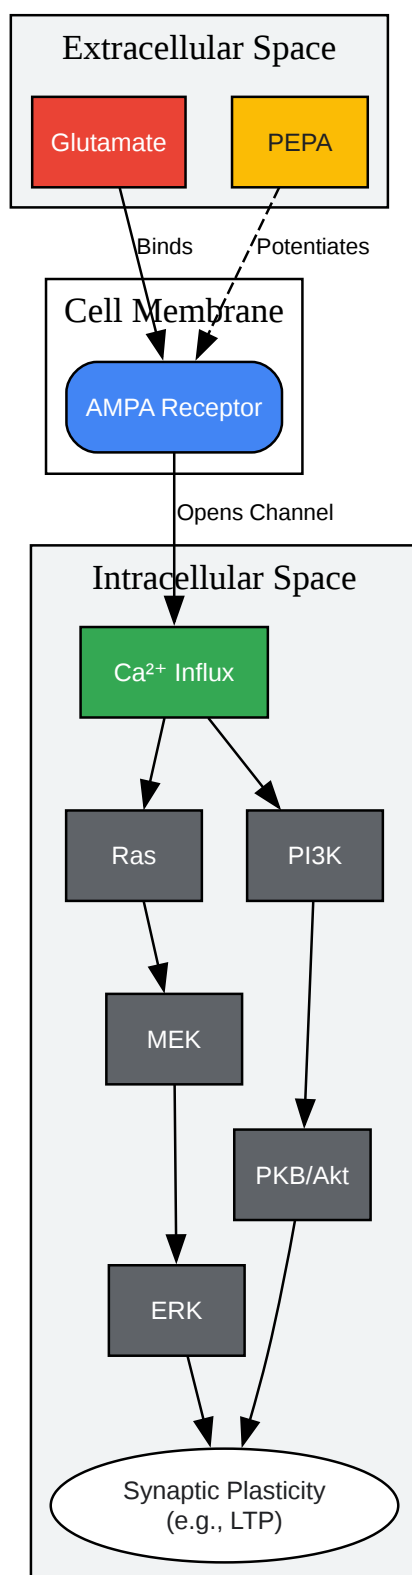 Extracellular Space
Glutamate
PEPA
Binds
Potentiates
Cell Membrane
AMPA Receptor
Opens Channel
Intracellular Space
Ca²⁺ Influx
Ras
PI3K
MEK
PKB/Akt
ERK
Synaptic Plasticity
(e.g., LTP)